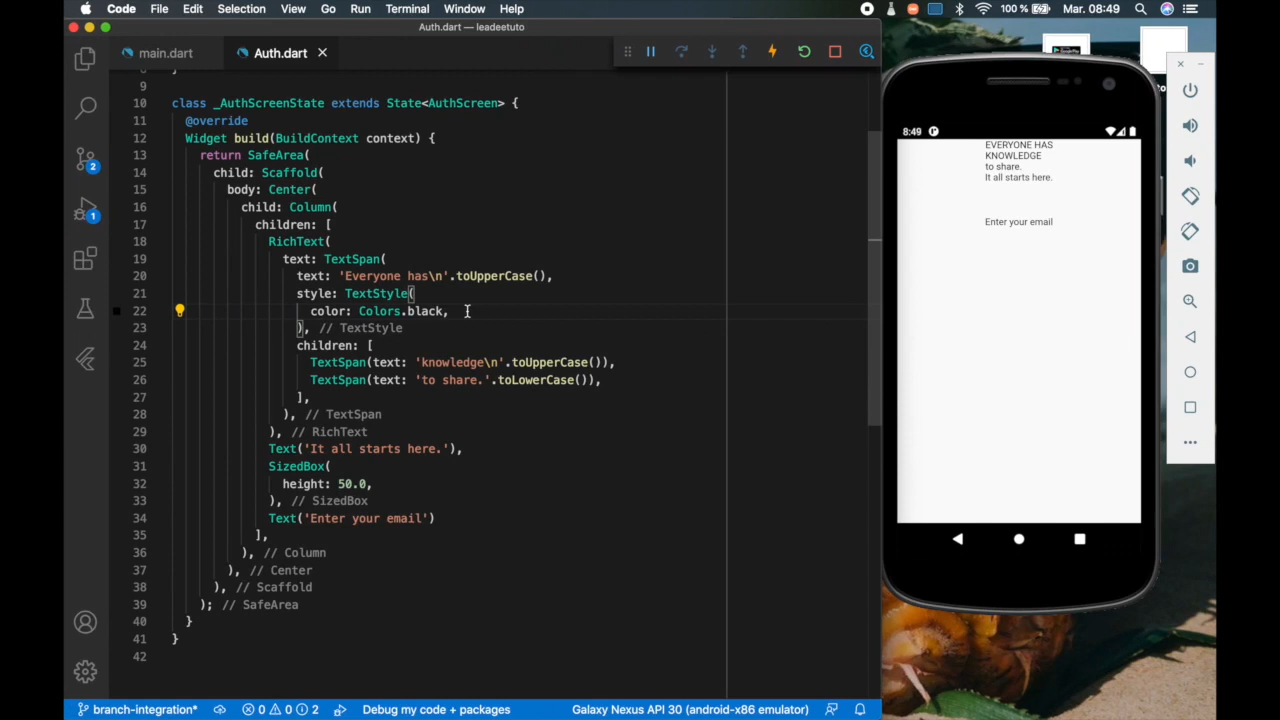 Code File Edit Selection View Go Run Terminal Window Help 100 % Mar. 08:49
Auth.dart — leadeetuto
main.dart Auth.dart
9
10 class _AuthScreenState extends State<AuthScreen> {
11 @override
12 Widget build(BuildContext context) {
13 return SafeArea(
14 child: Scaffold(
15 body: Center(
16 child: Column(
17 children: [
18 RichText(
19 text: TextSpan(
20 text: 'Everyone has\n'.toUpperCase(),
21 style: TextStyle(
22 color: Colors.black,
23 ), // TextStyle
24 children: [
25 TextSpan(text: 'knowledge\n'.toUpperCase()),
26 TextSpan(text: 'to share.'.toLowerCase()),
27 ],
28 ), // TextSpan
29 ), // RichText
30 Text('It all starts here.'),
31 SizedBox(
32 height: 50.0,
33 ), // SizedBox
34 Text('Enter your email')
35 ],
36 ), // Column
37 ), // Center
38 ), // Scaffold
39 ); // SafeArea
40 }
41 }
42
2
1
branch-integration* 0 0 2 Debug my code + packages Galaxy Nexus API 30 (android-x86 emulator)
8:49
EVERYONE HAS
KNOWLEDGE
to share.
It all starts here.
Enter your email